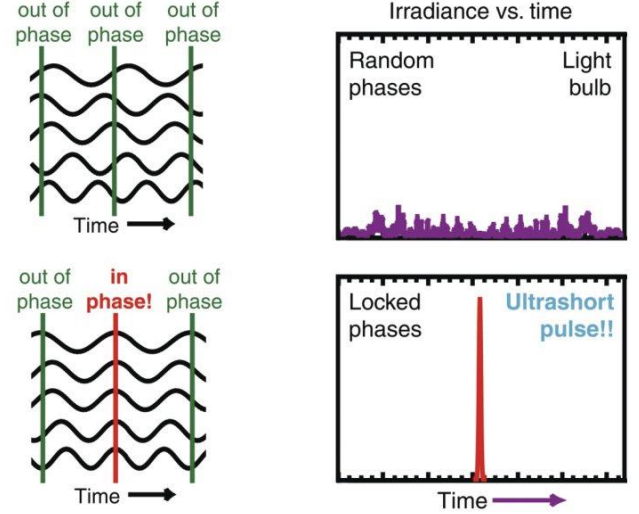 out of out of out of
phase phase phase
Time
Irradiance vs. time
Random Light
phases bulb
out of in out of
phase phase! phase
Time
Locked Ultrashort
phases pulse!!
Time